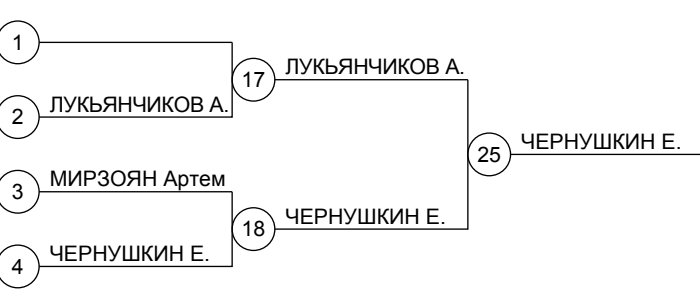 1
17 ЛУКЬЯНЧИКОВ А.
2 ЛУКЬЯНЧИКОВ А.
25 ЧЕРНУШКИН Е.
3 МИРЗОЯН Артем
18 ЧЕРНУШКИН Е.
4 ЧЕРНУШКИН Е.